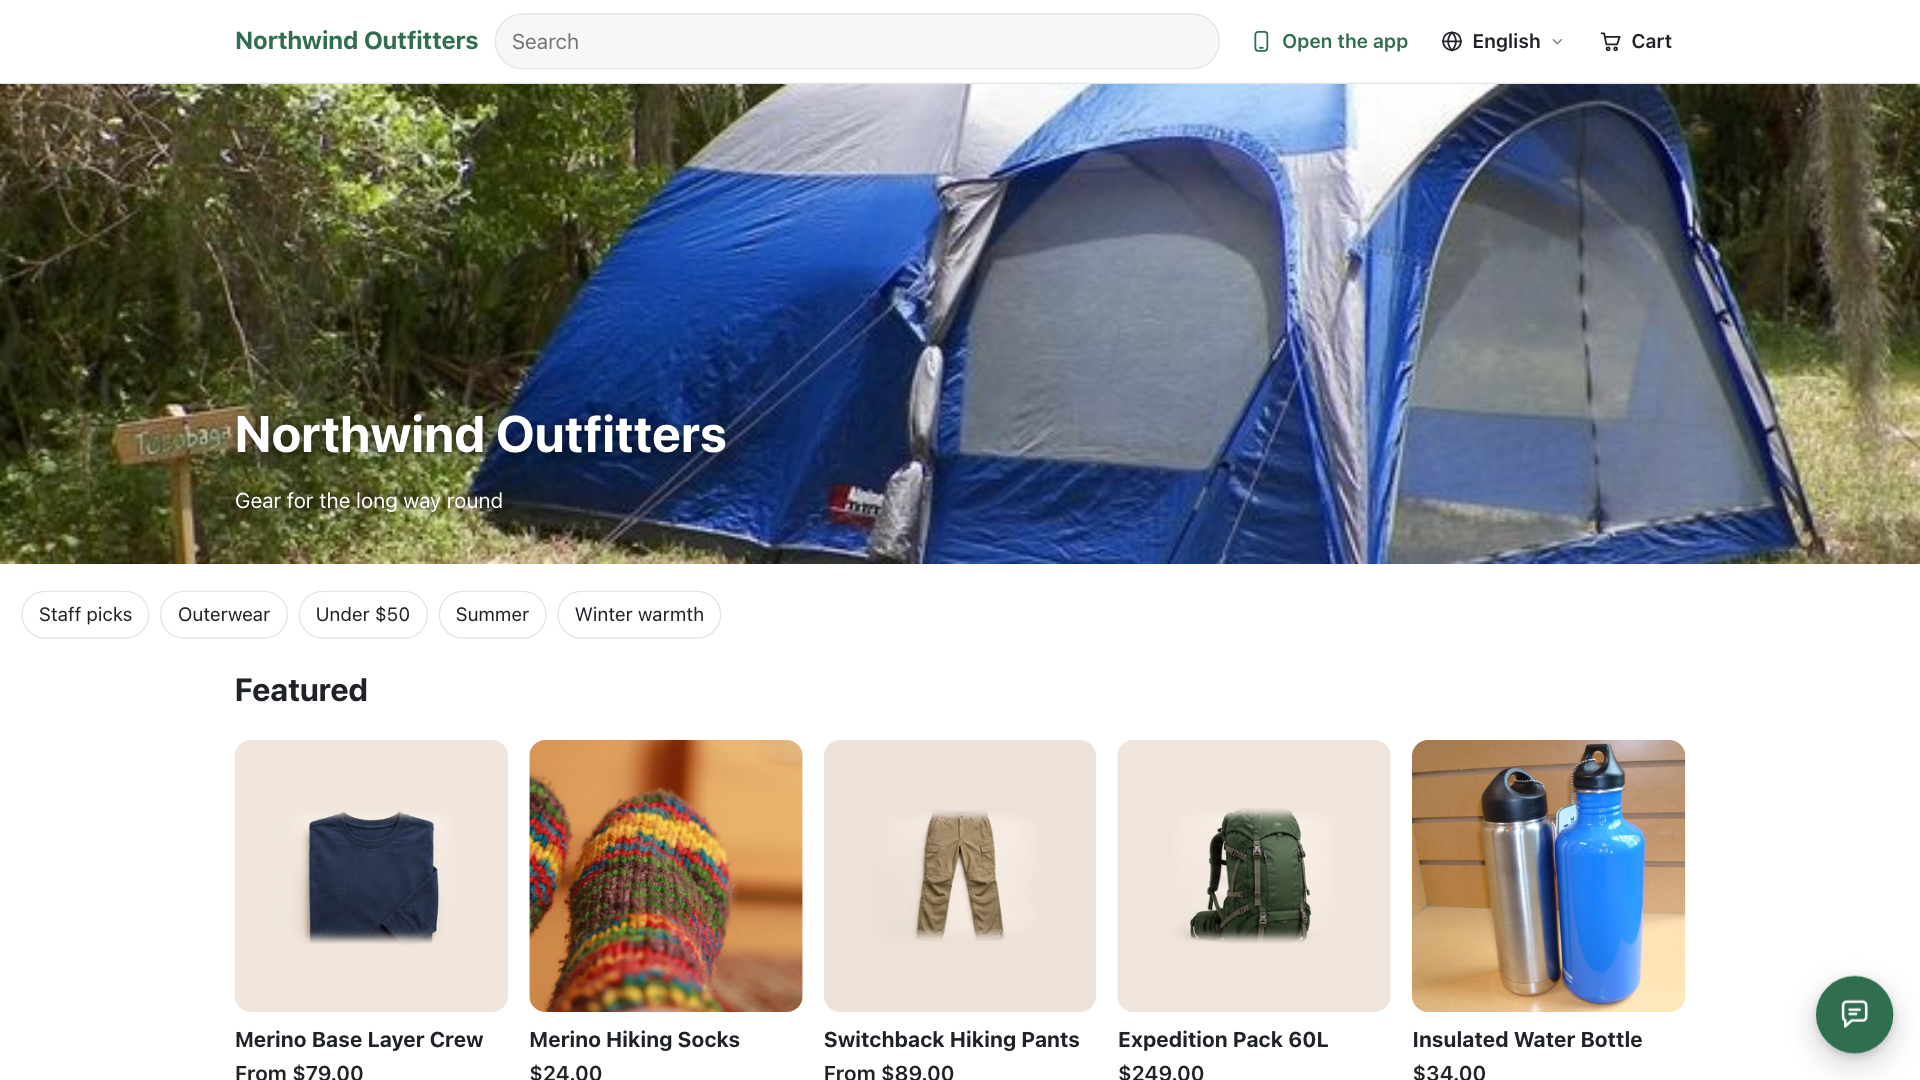 Northwind Outfitters
Search
Open the app
English
Cart
Northwind Outfitters
Gear for the long way round
Staff picks
Outerwear
Under $50
Summer
Winter warmth
Featured
Merino Base Layer Crew
From $79.00
Merino Hiking Socks
$24.00
Switchback Hiking Pants
From $89.00
Expedition Pack 60L
$249.00
Insulated Water Bottle
$34.00